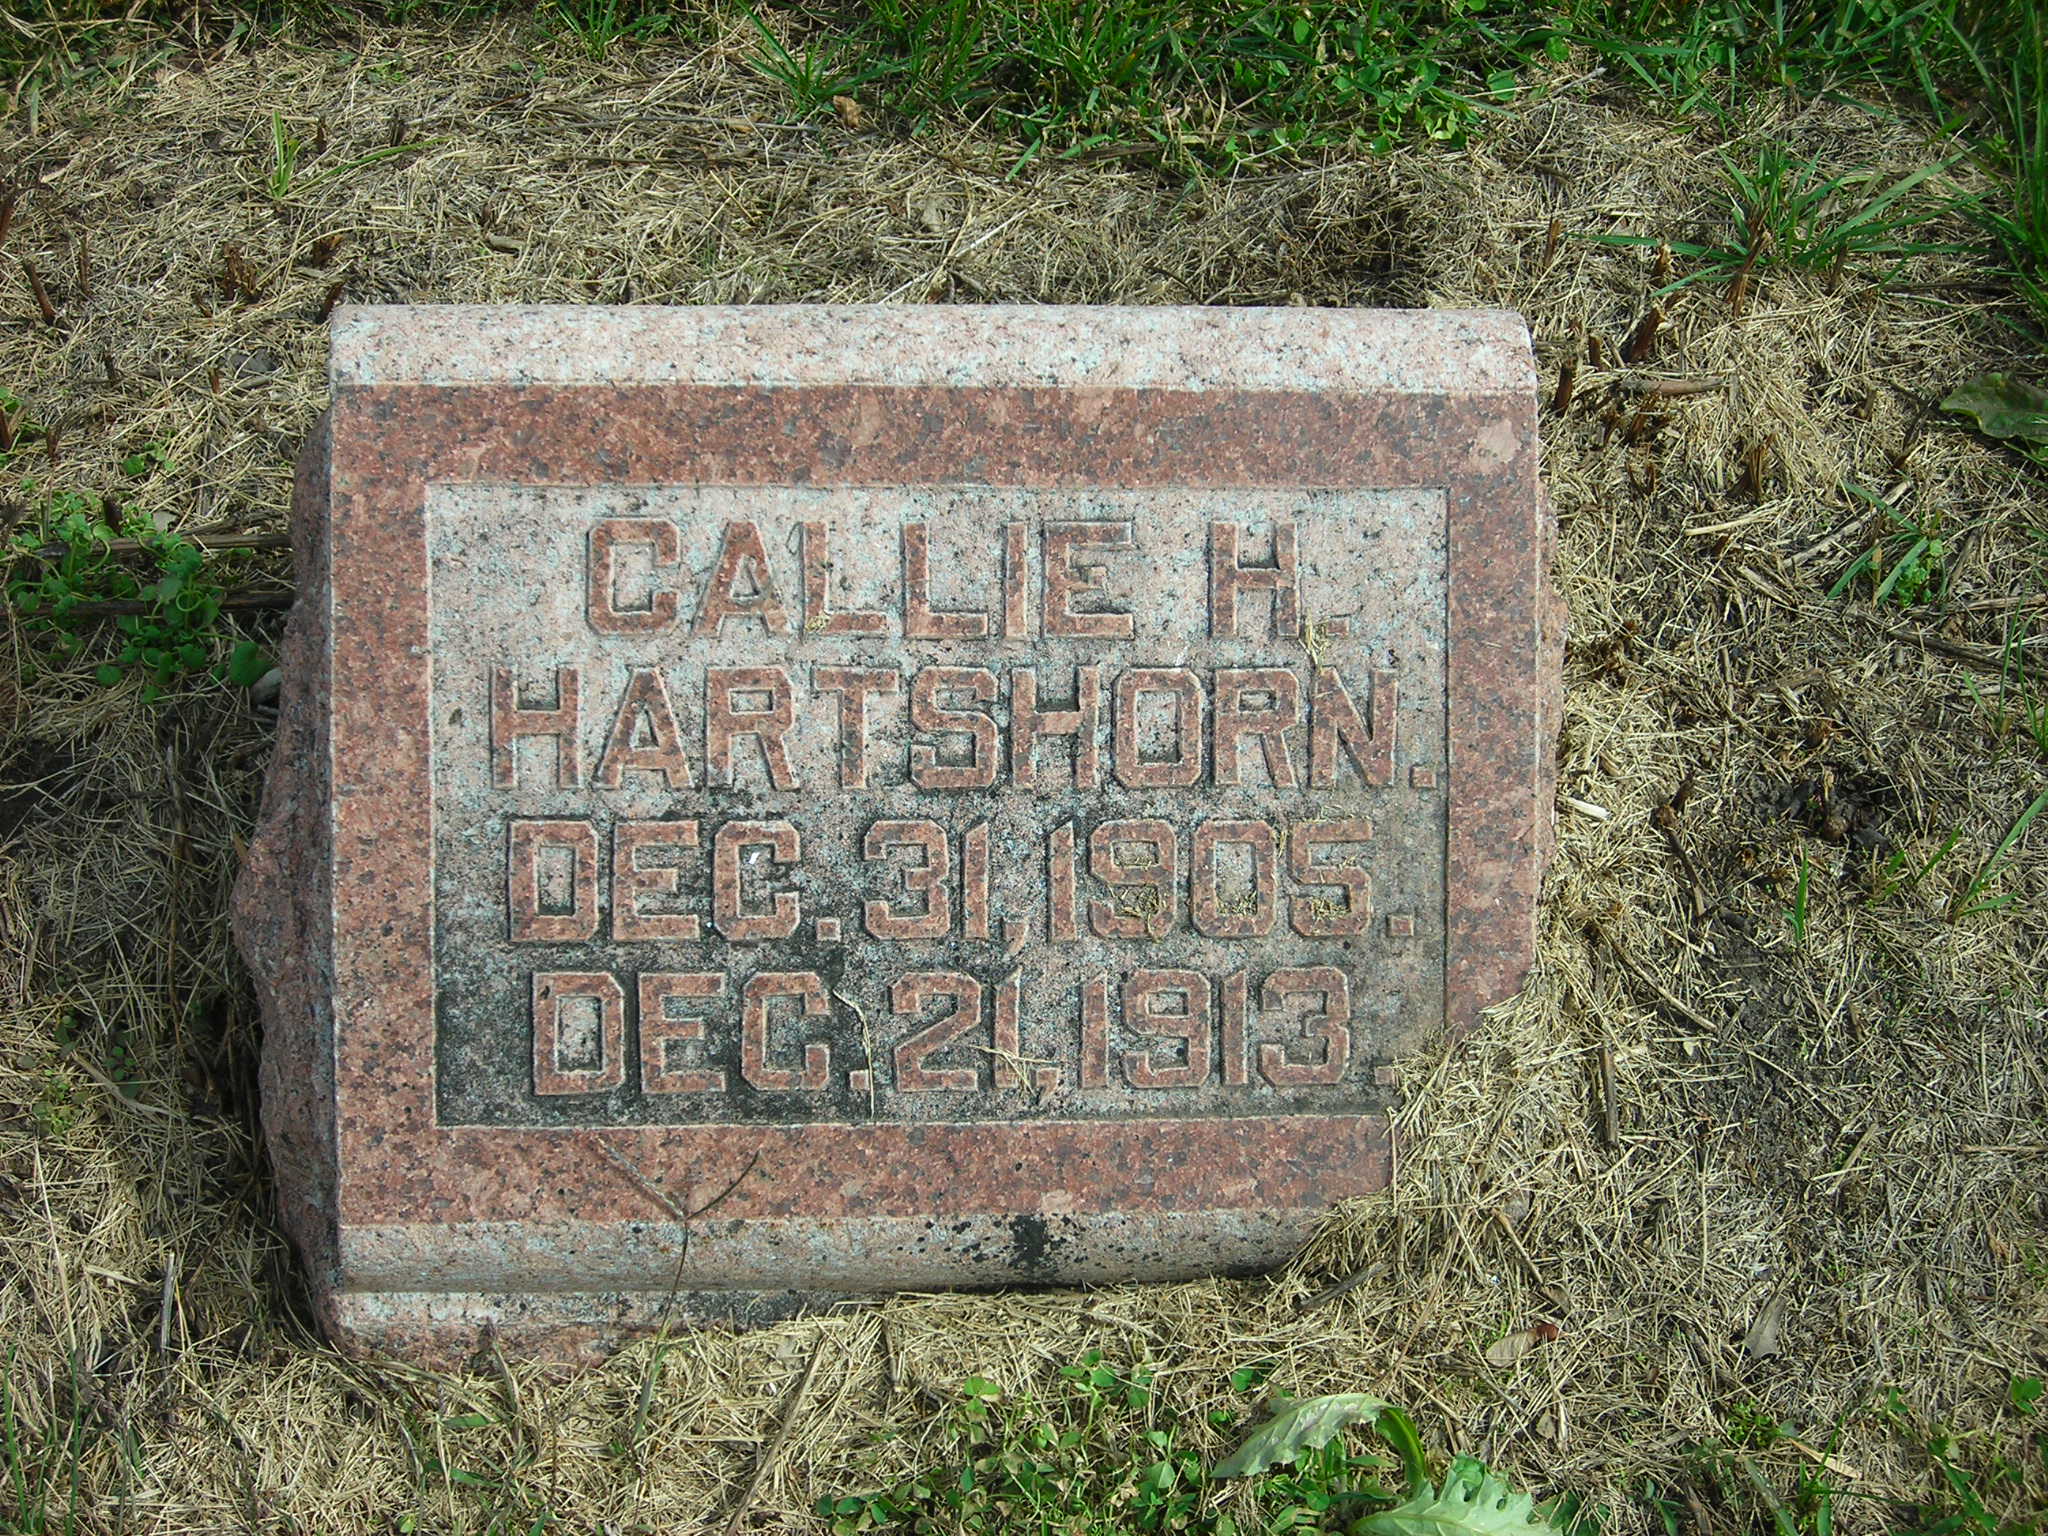 CALLIE H.
HARTSHORN.
DEC. 31, 1905.
DEC. 21, 1913.